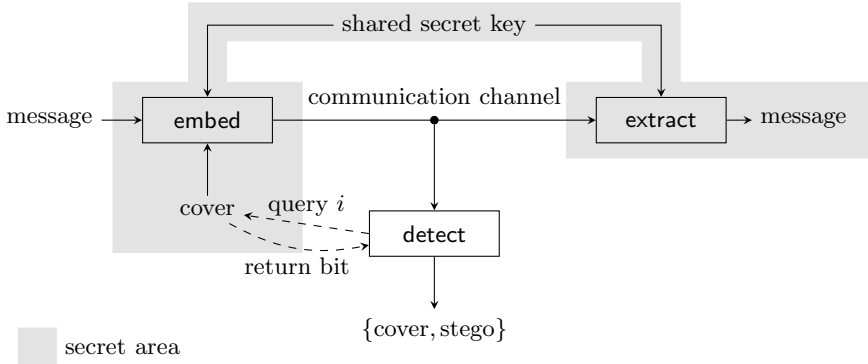 shared secret key
communication channel
message
embed
extract
message
cover
query i
detect
return bit
{cover, stego}
secret area